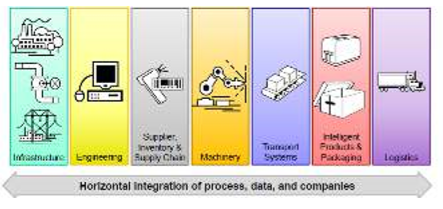 Infrastructure
Engineering
Supplier,
Inventory &
Supply Chain
Machinery
Transport
Systems
Intelligent
Products &
Packaging
Logistics
Horizontal Integration of process, data, and companies